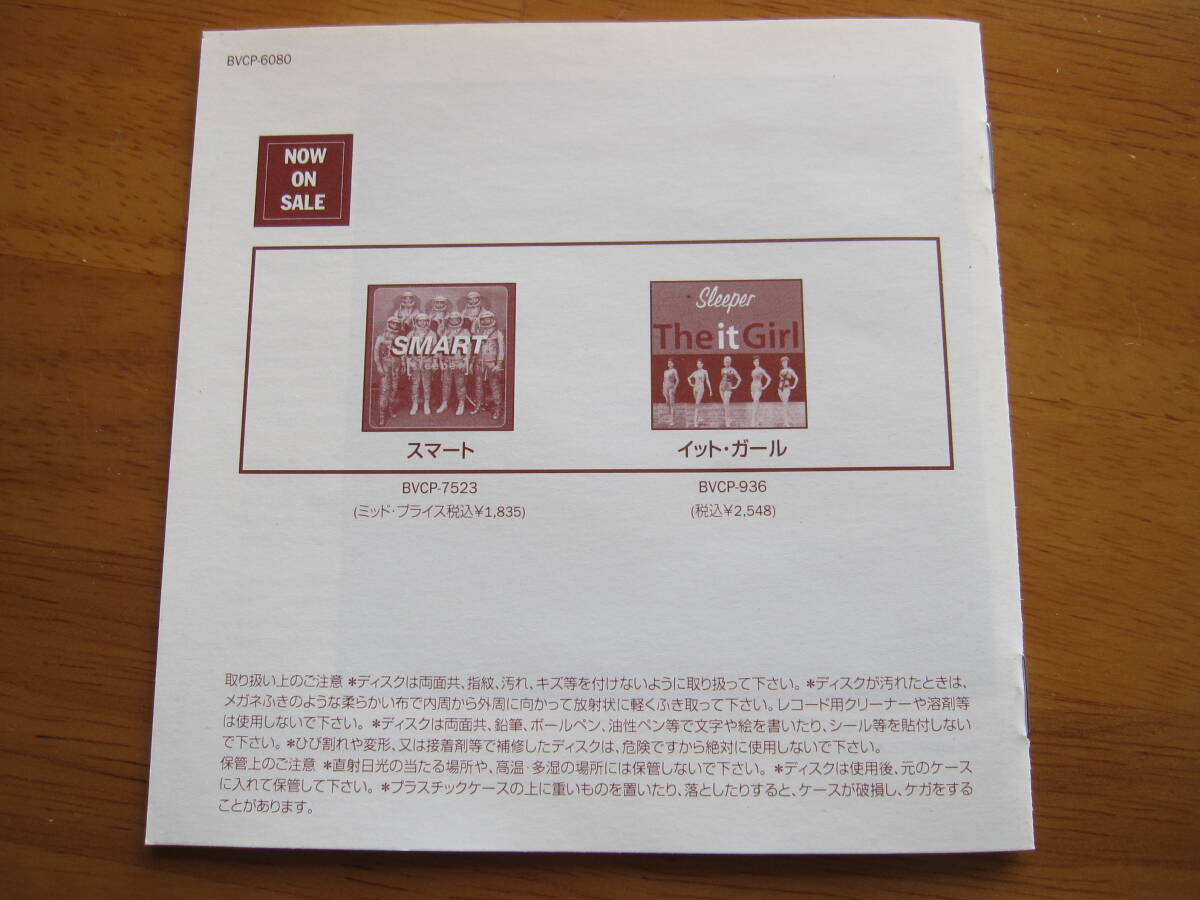 BVCP-6080
NOW
ON
SALE
SMART
sleeper
Sleeper
The it Girl
スマート
イット・ガール
BVCP-7523
BVCP-936
(ミッド・プライス税込¥1,835)
(税込¥2,548)
取り扱い上のご注意 *ディスクは両面共、指紋、汚れ、キズ等を付けないように取り扱って下さい。*ディスクが汚れたときは、
メガネふきのような柔らかい布で内周から外周に向かって放射状に軽くふき取って下さい。レコード用クリーナーや溶剤等
は使用しないで下さい。*ディスクは両面共、鉛筆、ボールペン、油性ペン等で文字や絵を書いたり、シール等を貼付しない
で下さい。*ひび割れや変形、又は接着剤等で補修したディスクは、危険ですから絶対に使用しないで下さい。
保管上のご注意 *直射日光の当たる場所や、高温・多湿の場所には保管しないで下さい。*ディスクは使用後、元のケース
に入れて保管して下さい。*プラスチックケースの上に重いものを置いたり、落としたりすると、ケースが破損し、ケガをする
ことがあります。